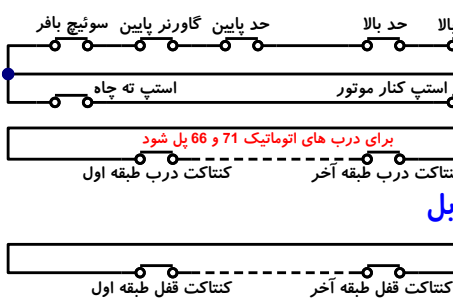 بالا حد بالا حد پایین گاورنر پایین سوئیچ بافر
استپ کنار موتور استپ ته چاه
برای درب های اتوماتیک 71 و 66 پل شود
کنتاکت درب طبقه آخر کنتاکت درب طبقه اول
بل
کنتاکت قفل طبقه آخر کنتاکت قفل طبقه اول